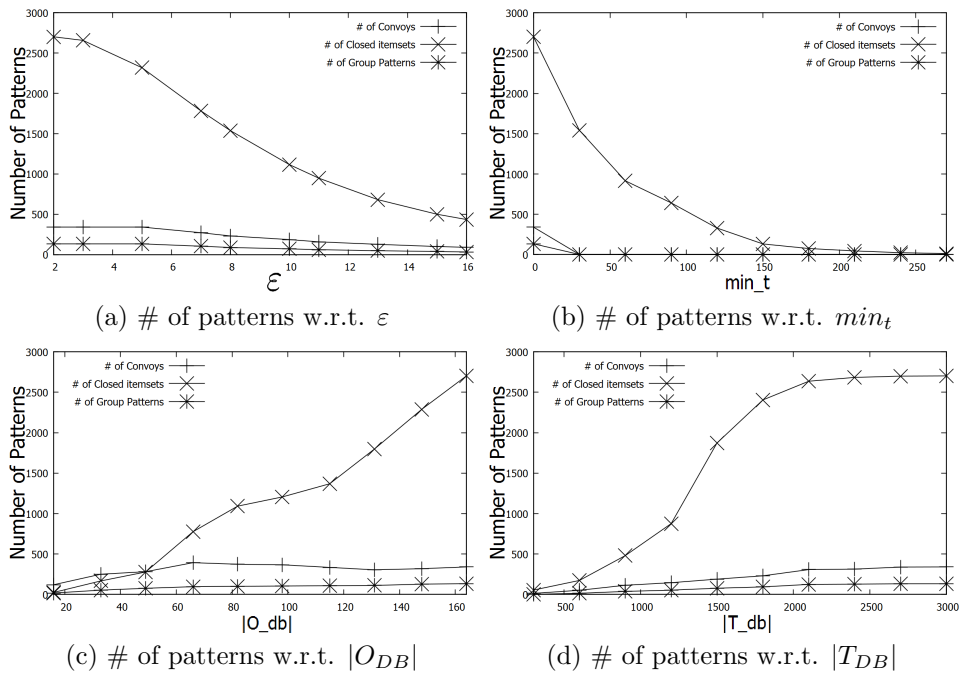 3000
2500
2000
1500
1000
500
0
Number of Patterns
# of Convoys
# of Closed itemsets
# of Group Patterns
2 4 6 8 10 12 14 16
ε
(a) # of patterns w.r.t. ε
3000
2500
2000
1500
1000
500
0
Number of Patterns
# of Convoys
# of Closed itemsets
# of Group Patterns
0 50 100 150 200 250
min_t
(b) # of patterns w.r.t. min_t
3000
2500
2000
1500
1000
500
0
Number of Patterns
# of Convoys
# of Closed itemsets
# of Group Patterns
20 40 60 80 100 120 140 160
|O_db|
(c) # of patterns w.r.t. |O_DB|
3000
2500
2000
1500
1000
500
0
Number of Patterns
# of Convoys
# of Closed itemsets
# of Group Patterns
500 1000 1500 2000 2500 3000
|T_db|
(d) # of patterns w.r.t. |T_DB|